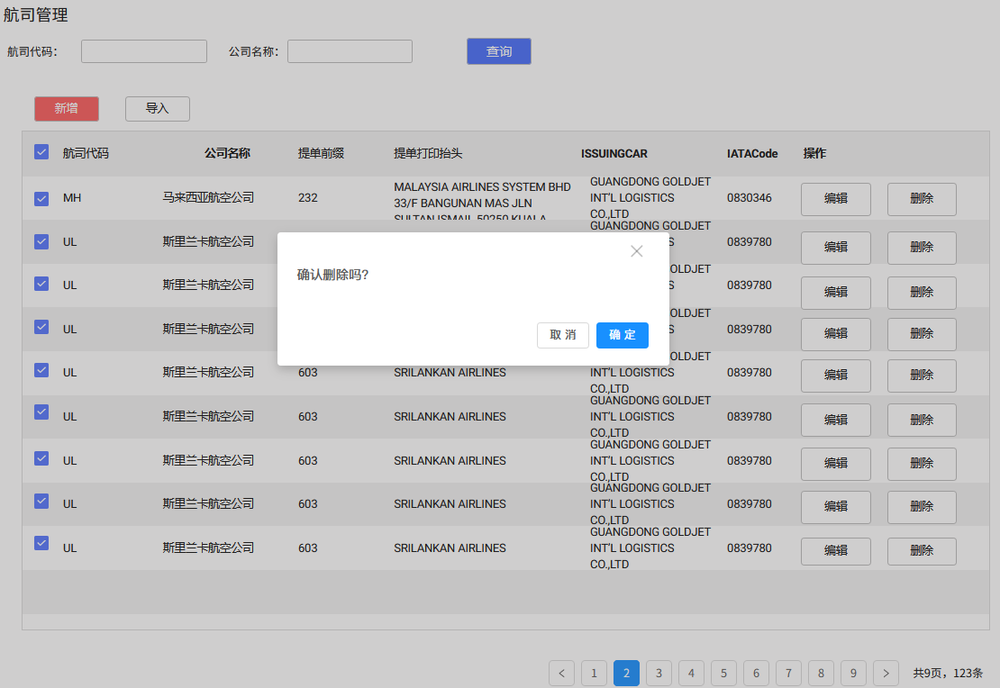 航司管理
航司代码：
公司名称：
查询
新增
导入
航司代码 公司名称 提单前缀 提单打印抬头 ISSUINGCAR IATACode 操作
MH 马来西亚航空公司 232 MALAYSIA AIRLINES SYSTEM BHD
33/F BANGUNAN MAS JLN
SULTAN ISMAIL 50250 KUALA
GUANGDONG GOLDJET
INT'L LOGISTICS
CO.,LTD
0830346 编辑 删除
UL 斯里兰卡航空公司
GUANGDONG GOLDJET
S
0839780 编辑 删除
UL 斯里兰卡航空公司
OLDJET
S
0839780 编辑 删除
UL 斯里兰卡航空公司
OLDJET
S
0839780 编辑 删除
确认删除吗?
取 消
确 定
UL 斯里兰卡航空公司 603 SRILANKAN AIRLINES
OLDJET
INT'L LOGISTICS
CO.,LTD
0839780 编辑 删除
UL 斯里兰卡航空公司 603 SRILANKAN AIRLINES
GUANGDONG GOLDJET
INT'L LOGISTICS
CO.,LTD
0839780 编辑 删除
UL 斯里兰卡航空公司 603 SRILANKAN AIRLINES
GUANGDONG GOLDJET
INT'L LOGISTICS
CO.,LTD
0839780 编辑 删除
UL 斯里兰卡航空公司 603 SRILANKAN AIRLINES
GUANGDONG GOLDJET
INT'L LOGISTICS
CO.,LTD
0839780 编辑 删除
UL 斯里兰卡航空公司 603 SRILANKAN AIRLINES
GUANGDONG GOLDJET
INT'L LOGISTICS
CO.,LTD
0839780 编辑 删除
< 1 2 3 4 5 6 7 8 9 > 共9页，123条